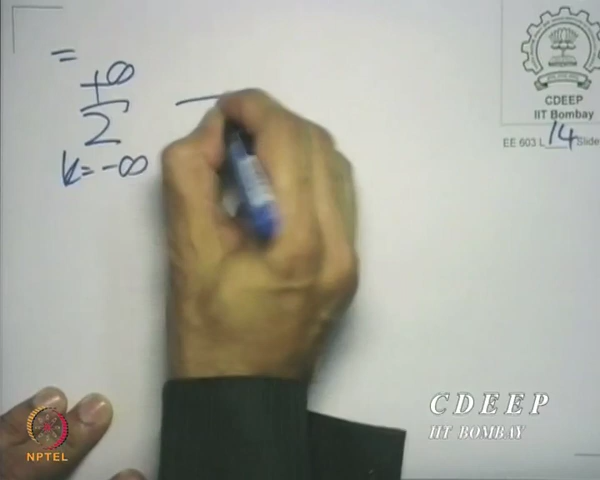 =
+∞
Σ
k=-∞
CDEEP
IIT Bombay
EE 603 L 14 Slide
CDEEP
IIT BOMBAY
NPTEL